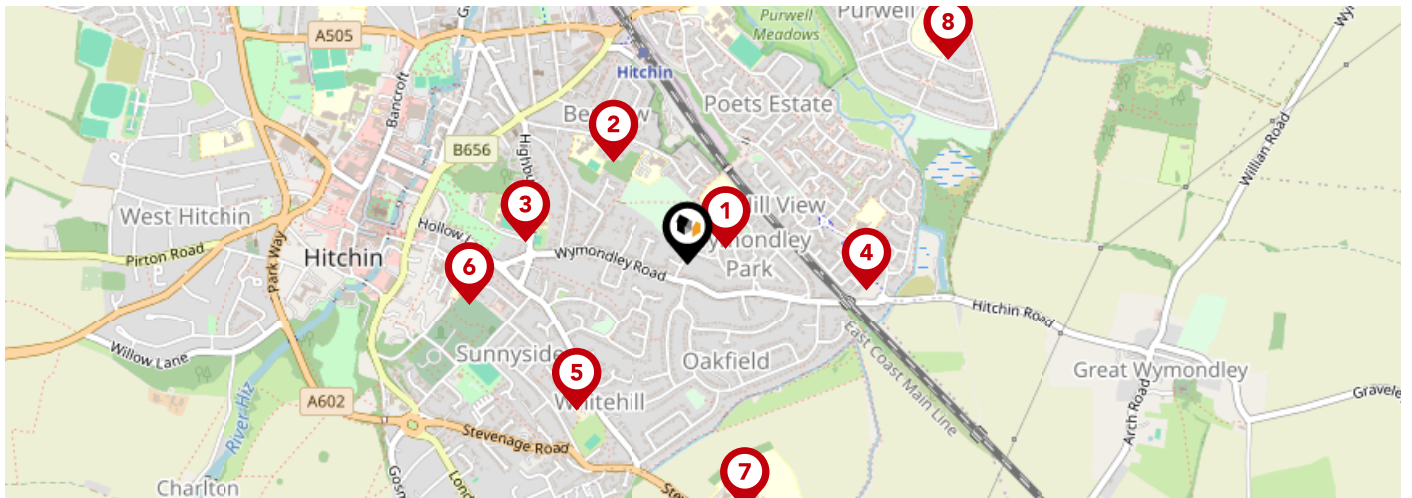 Purwell
Meadows
Purwell
8
A505
Hitchin
Bancroft
Poets Estate
2
B656
Willian Road
West Hitchin
3
1
Mill View
Wymondley
Park
Hollow
Pirton Road
Park Way
Hitchin
6
Wymondley Road
4
Hitchin Road
Willow Lane
Sunnyside
Oakfield
East Coast Main Line
Great Wymondley
5
Whitehill
A602
River Hiz
Stevenage Road
Arch Road
7
Charlton